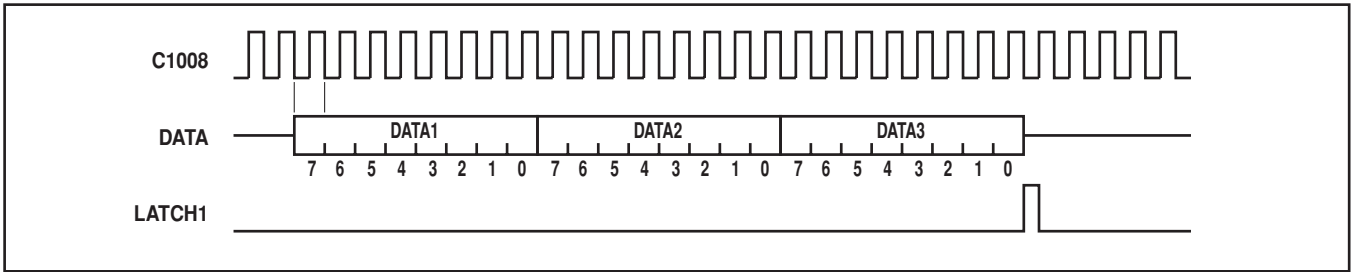 C1008
DATA DATA1 DATA2 DATA3
7 6 5 4 3 2 1 0 7 6 5 4 3 2 1 0 7 6 5 4 3 2 1 0
LATCH1